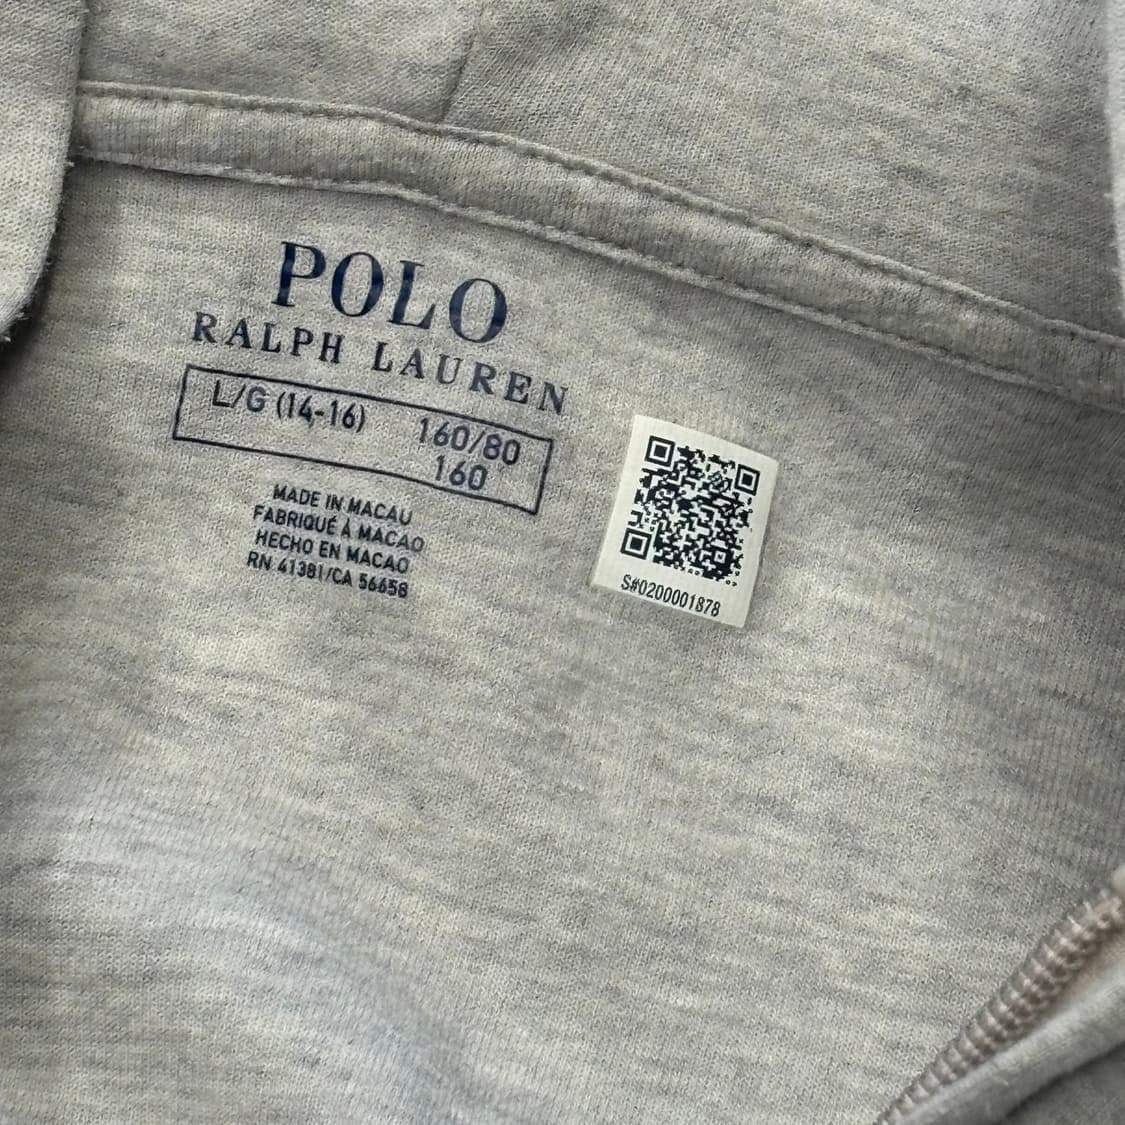 POLO
RALPH LAUREN
L/G (14-16) 160/80
160
MADE IN MACAU
FABRIQUÉ À MACAO
HECHO EN MACAO
RN 41381/CA 56658
S#0200001878